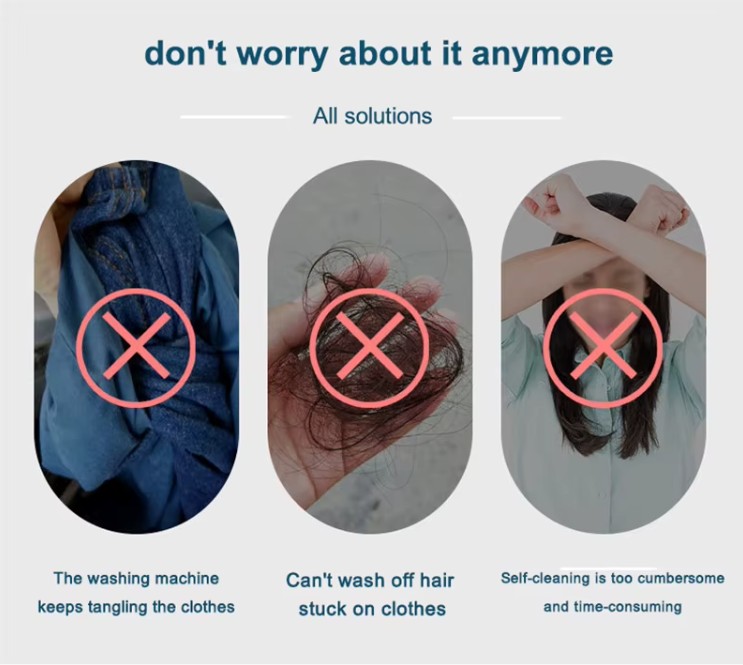 don't worry about it anymore
All solutions
The washing machine
keeps tangling the clothes
Can't wash off hair
stuck on clothes
Self-cleaning is too cumbersome
and time-consuming